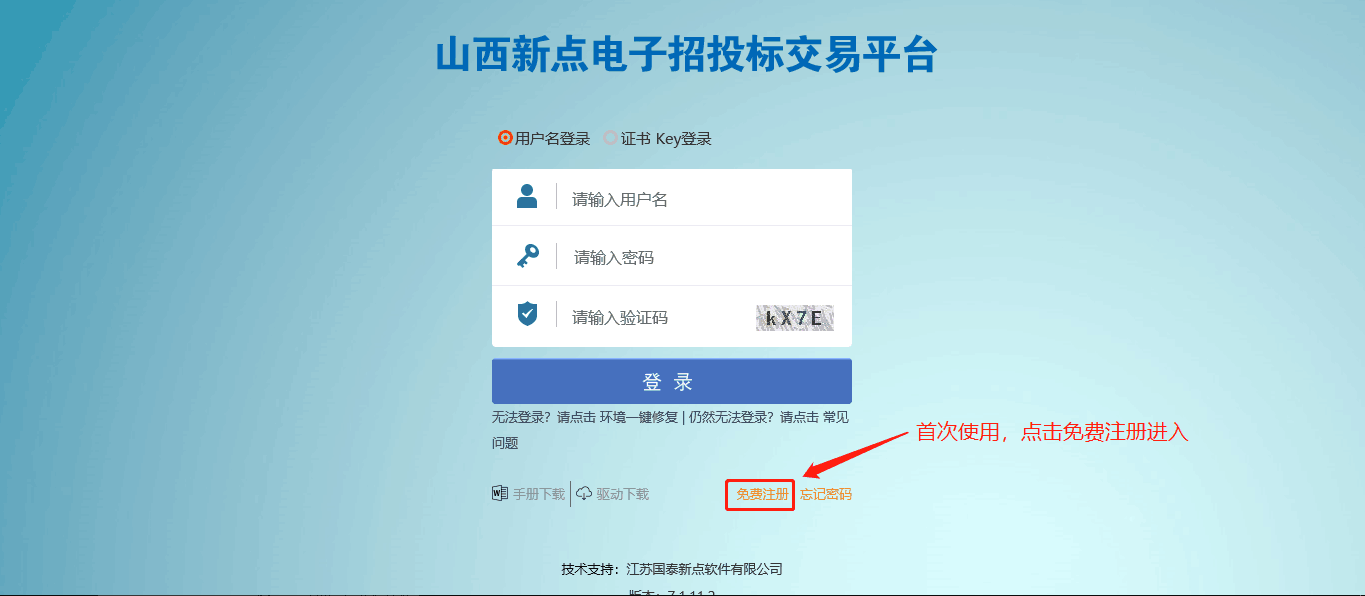 山西新点电子招投标交易平台
用户名登录 证书 Key登录
请输入用户名
请输入密码
请输入验证码 kX7E
登 录
无法登录？请点击 环境一键修复 | 仍然无法登录？请点击 常见
问题
首次使用，点击免费注册进入
手册下载 驱动下载 免费注册 忘记密码
技术支持：江苏国泰新点软件有限公司
版本：7.1.11.2